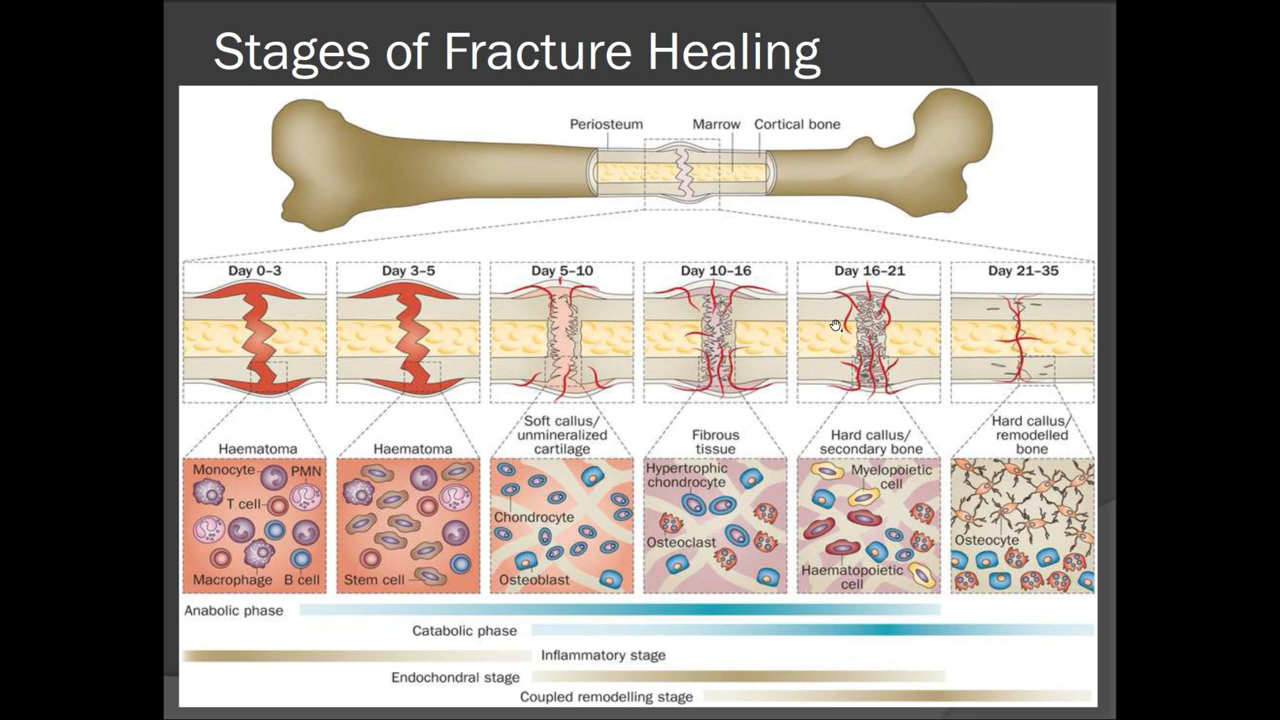 Stages of Fracture Healing
Periosteum
Marrow
Cortical bone
Day 0–3
Day 3–5
Day 5–10
Day 10–16
Day 16–21
Day 21–35
Haematoma
Haematoma
Soft callus/
unmineralized
cartilage
Fibrous
tissue
Hard callus/
secondary bone
Hard callus/
remodelled
bone
Monocyte
PMN
T cell
Macrophage
B cell
Stem cell
Chondrocyte
Osteoblast
Hypertrophic
chondrocyte
Osteoclast
Myelopoietic
cell
Haematopoietic
cell
Osteocyte
Anabolic phase
Catabolic phase
Inflammatory stage
Endochondral stage
Coupled remodelling stage